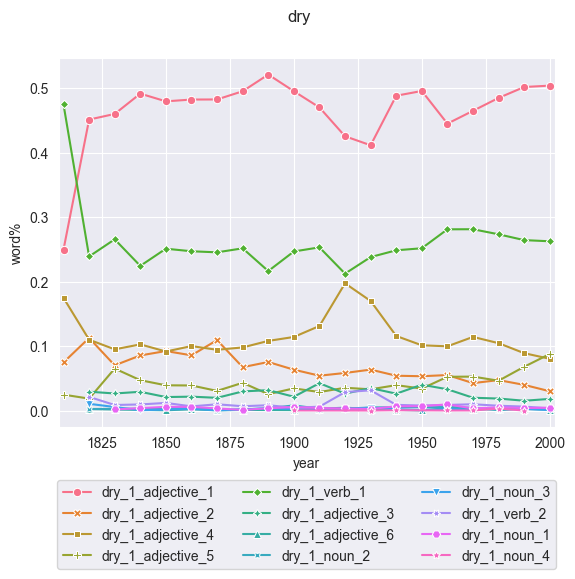 dry
0.5
0.4
0.3
0.2
0.1
0.0
word%
1825 1850 1875 1900 1925 1950 1975 2000
year
dry_1_adjective_1 dry_1_verb_1 dry_1_noun_3
dry_1_adjective_2 dry_1_adjective_3 dry_1_verb_2
dry_1_adjective_4 dry_1_adjective_6 dry_1_noun_1
dry_1_adjective_5 dry_1_noun_2 dry_1_noun_4